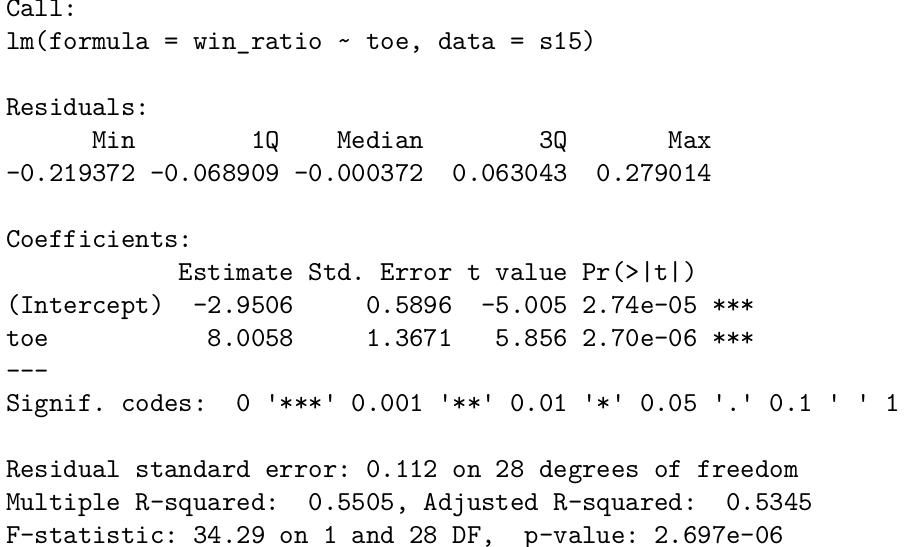 Call:
lm(formula = win_ratio ~ toe, data = s15)
Residuals:
Min 1Q Median 3Q Max
-0.219372 -0.068909 -0.000372 0.063043 0.279014
Coefficients:
Estimate Std. Error t value Pr(>|t|)
(Intercept) -2.9506 0.5896 -5.005 2.74e-05 ***
toe 8.0058 1.3671 5.856 2.70e-06 ***
---
Signif. codes: 0 '***' 0.001 '**' 0.01 '*' 0.05 '.' 0.1 ' ' 1
Residual standard error: 0.112 on 28 degrees of freedom
Multiple R-squared: 0.5505, Adjusted R-squared: 0.5345
F-statistic: 34.29 on 1 and 28 DF, p-value: 2.697e-06